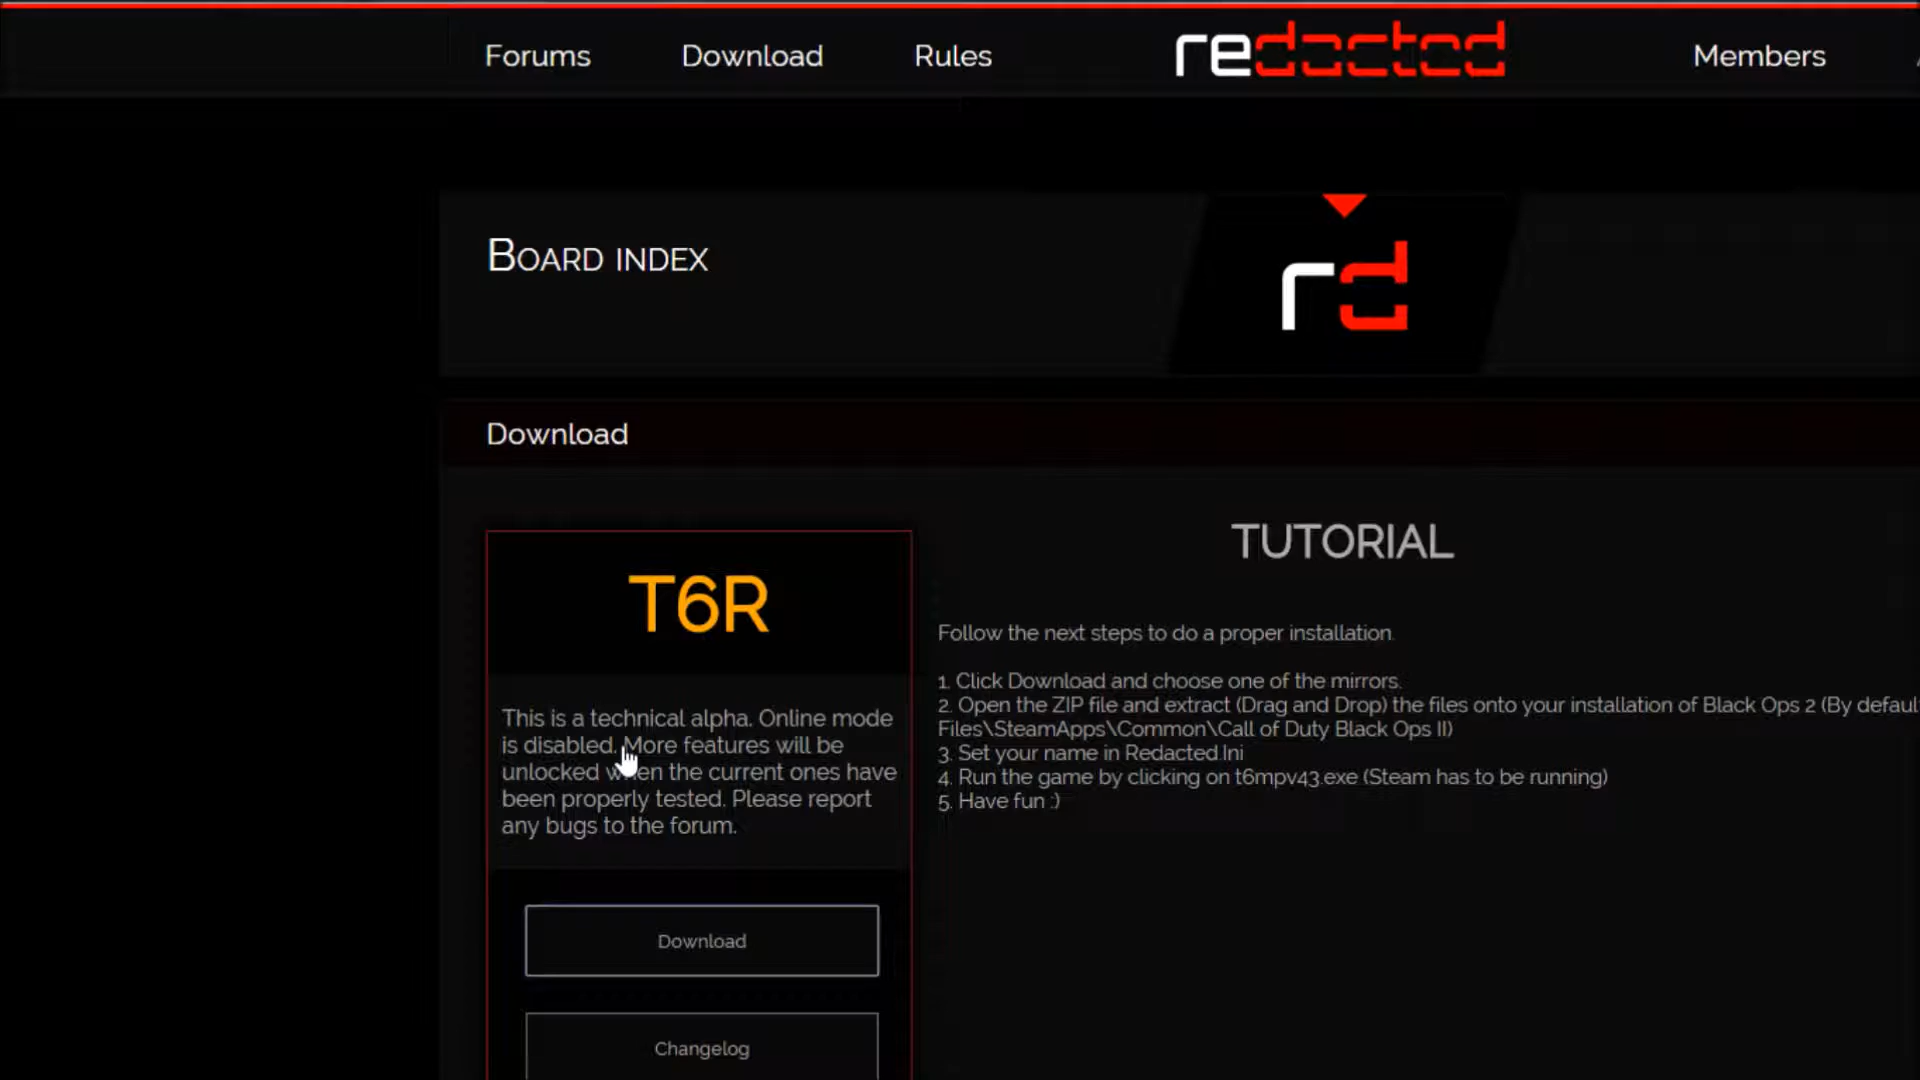 Forums
Download
Rules
redacted
Members
BOARD INDEX
rd
Download
T6R
This is a technical alpha. Online mode
is disabled. More features will be
unlocked when the current ones have
been properly tested. Please report
any bugs to the forum.
Download
Changelog
TUTORIAL
Follow the next steps to do a proper installation.
1. Click Download and choose one of the mirrors.
2. Open the ZIP file and extract (Drag and Drop) the files onto your installation of Black Ops 2 (By defaul
Files\SteamApps\Common\Call of Duty Black Ops II)
3. Set your name in Redacted.Ini
4. Run the game by clicking on t6mpv43.exe (Steam has to be running)
5. Have fun :)